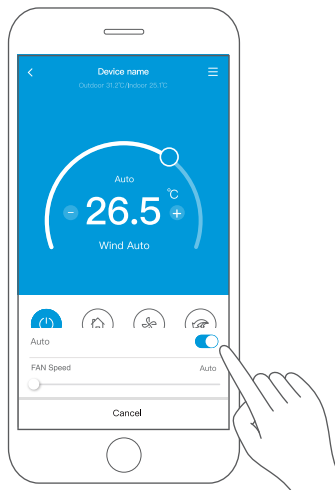 Device name
Outdoor 31.2℃/Indoor 25.1℃
Auto
℃
- 26.5 +
Wind Auto
Auto
FAN Speed Auto
Cancel